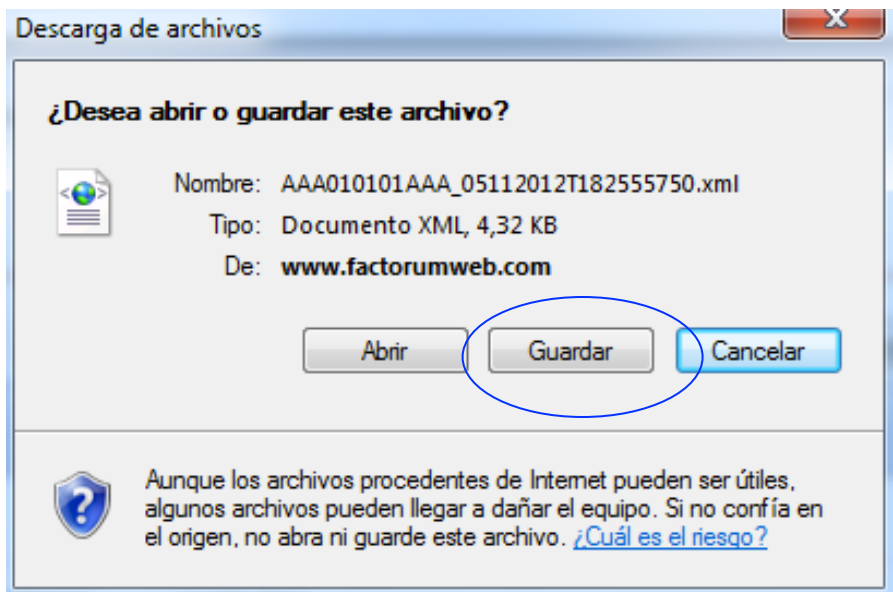 Descarga de archivos
X
¿Desea abrir o guardar este archivo?
Nombre: AAA010101AAA_05112012T182555750.xml
Tipo: Documento XML, 4,32 KB
De: www.factorumweb.com
Abrir Guardar Cancelar
Aunque los archivos procedentes de Internet pueden ser útiles,
algunos archivos pueden llegar a dañar el equipo. Si no confía en
el origen, no abra ni guarde este archivo. ¿Cuál es el riesgo?